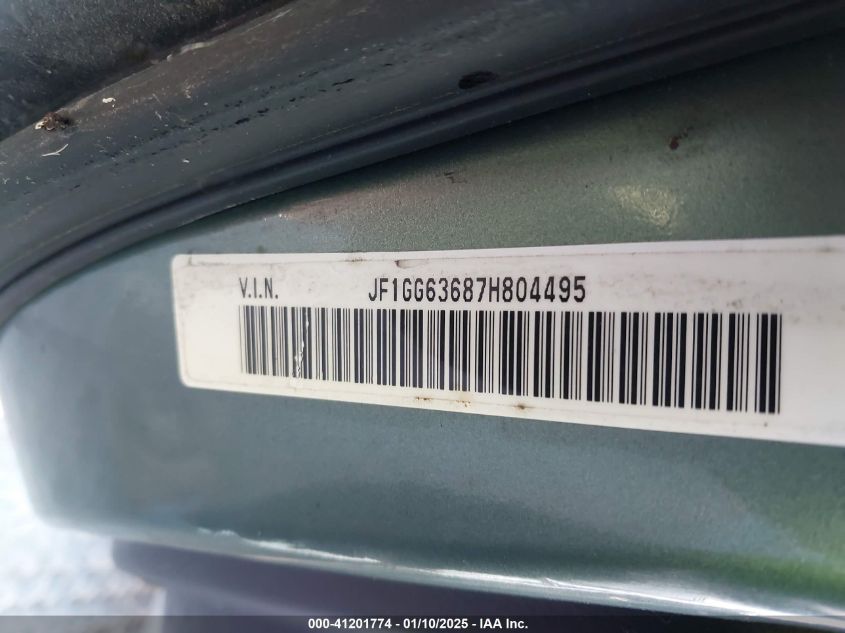 V.I.N. JF1GG63687H804495
000-41201774 - 01/10/2025 - IAA Inc.